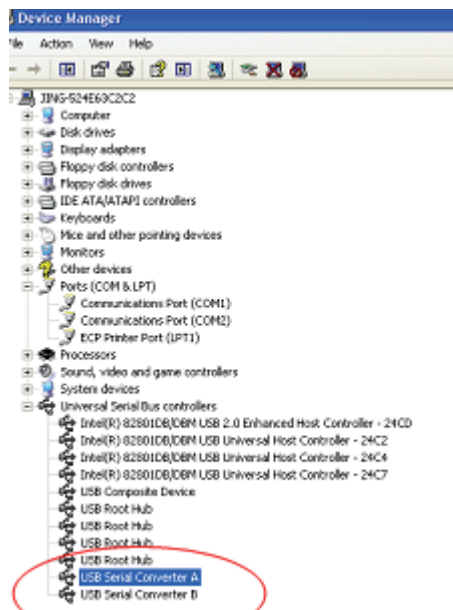 Device Manager
File Action View Help
JING-524E63C2C2
Computer
Disk drives
Display adapters
Floppy disk controllers
Floppy disk drives
IDE ATA/ATAPI controllers
Keyboards
Mice and other pointing devices
Monitors
Other devices
Ports (COM & LPT)
Communications Port (COM1)
Communications Port (COM2)
ECP Printer Port (LPT1)
Processors
Sound, video and game controllers
System devices
Universal Serial Bus controllers
Intel(R) 82801DB/DBM USB 2.0 Enhanced Host Controller - 24CD
Intel(R) 82801DB/DBM USB Universal Host Controller - 24C2
Intel(R) 82801DB/DBM USB Universal Host Controller - 24C4
Intel(R) 82801DB/DBM USB Universal Host Controller - 24C7
USB Composite Device
USB Root Hub
USB Root Hub
USB Root Hub
USB Root Hub
USB Serial Converter A
USB Serial Converter B